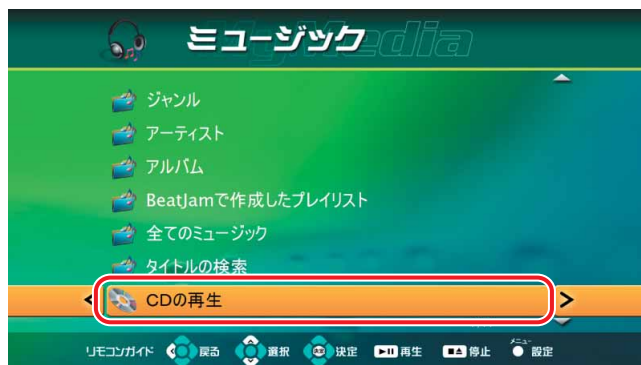 ミュージック MyMedia
ジャンル
アーティスト
アルバム
BeatJamで作成したプレイリスト
全てのミュージック
タイトルの検索
CDの再生
リモコンガイド 戻る 選択 決定 再生 停止 メニュー 設定